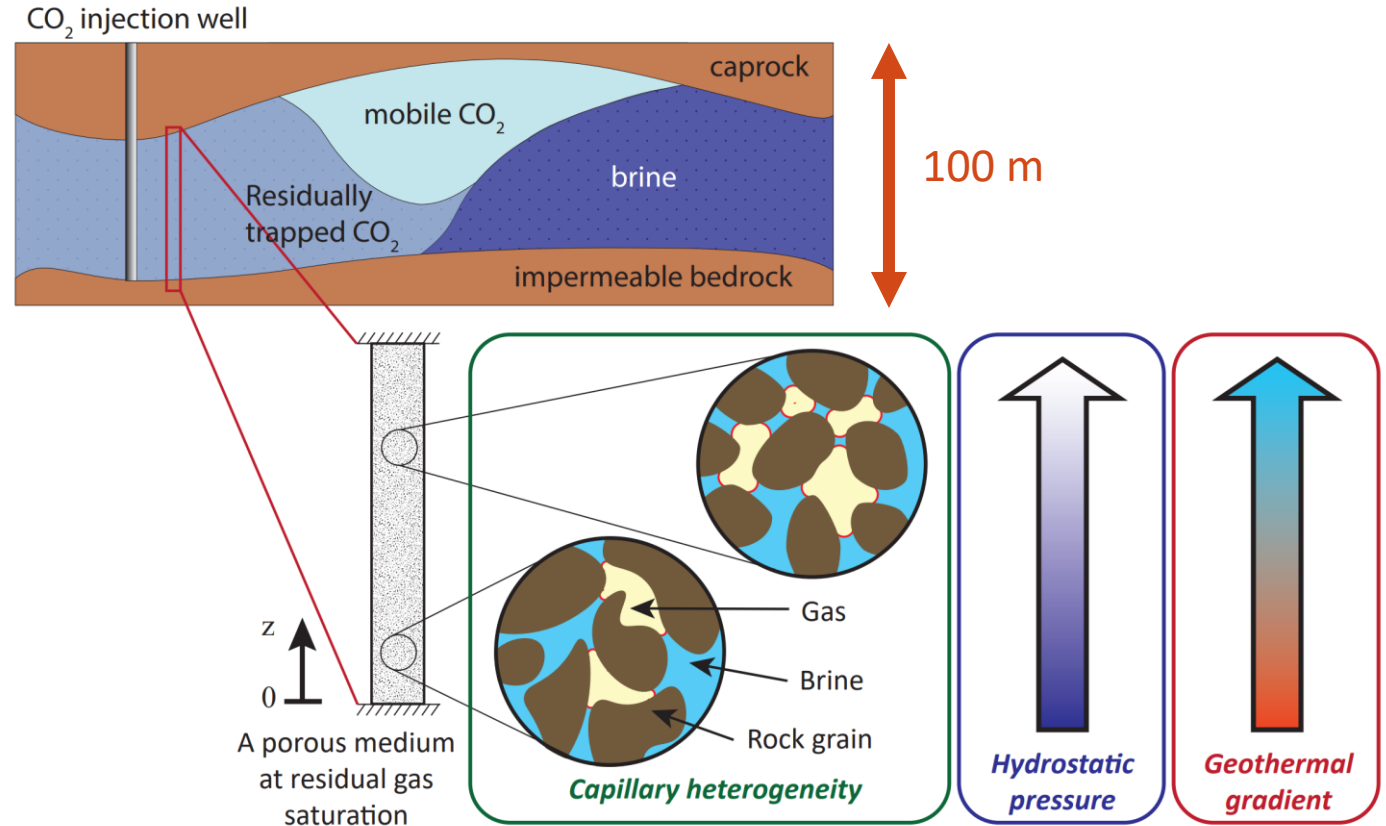 CO₂ injection well
caprock
mobile CO₂
100 m
brine
Residually
trapped CO₂
impermeable bedrock
z
0
A porous medium
at residual gas
saturation
Gas
Brine
Rock grain
Capillary heterogeneity
Hydrostatic
pressure
Geothermal
gradient